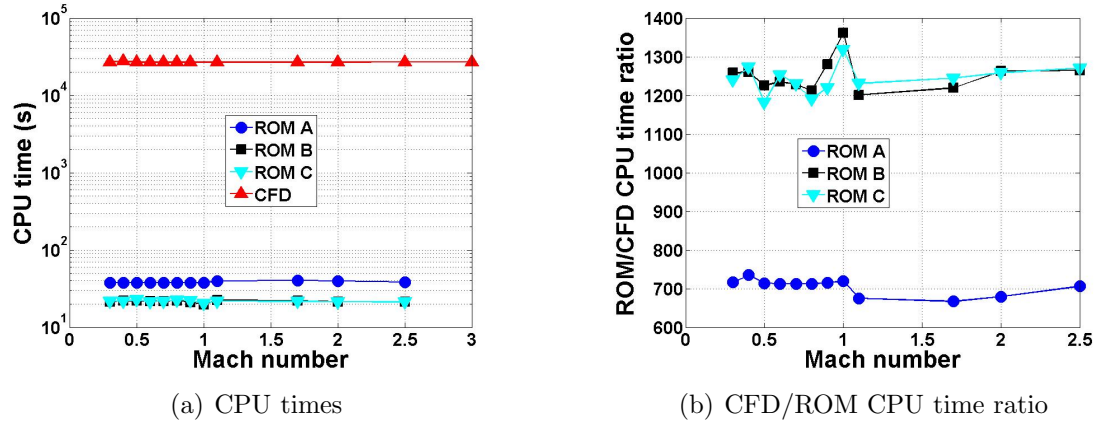 10^5
10^4
10^3
10^2
10^1
CPU time (s)
ROM A
ROM B
ROM C
CFD
0 0.5 1 1.5 2 2.5 3
Mach number
(a) CPU times
1400
1300
1200
1100
1000
900
800
700
600
ROM/CFD CPU time ratio
ROM A
ROM B
ROM C
0 0.5 1 1.5 2 2.5
Mach number
(b) CFD/ROM CPU time ratio